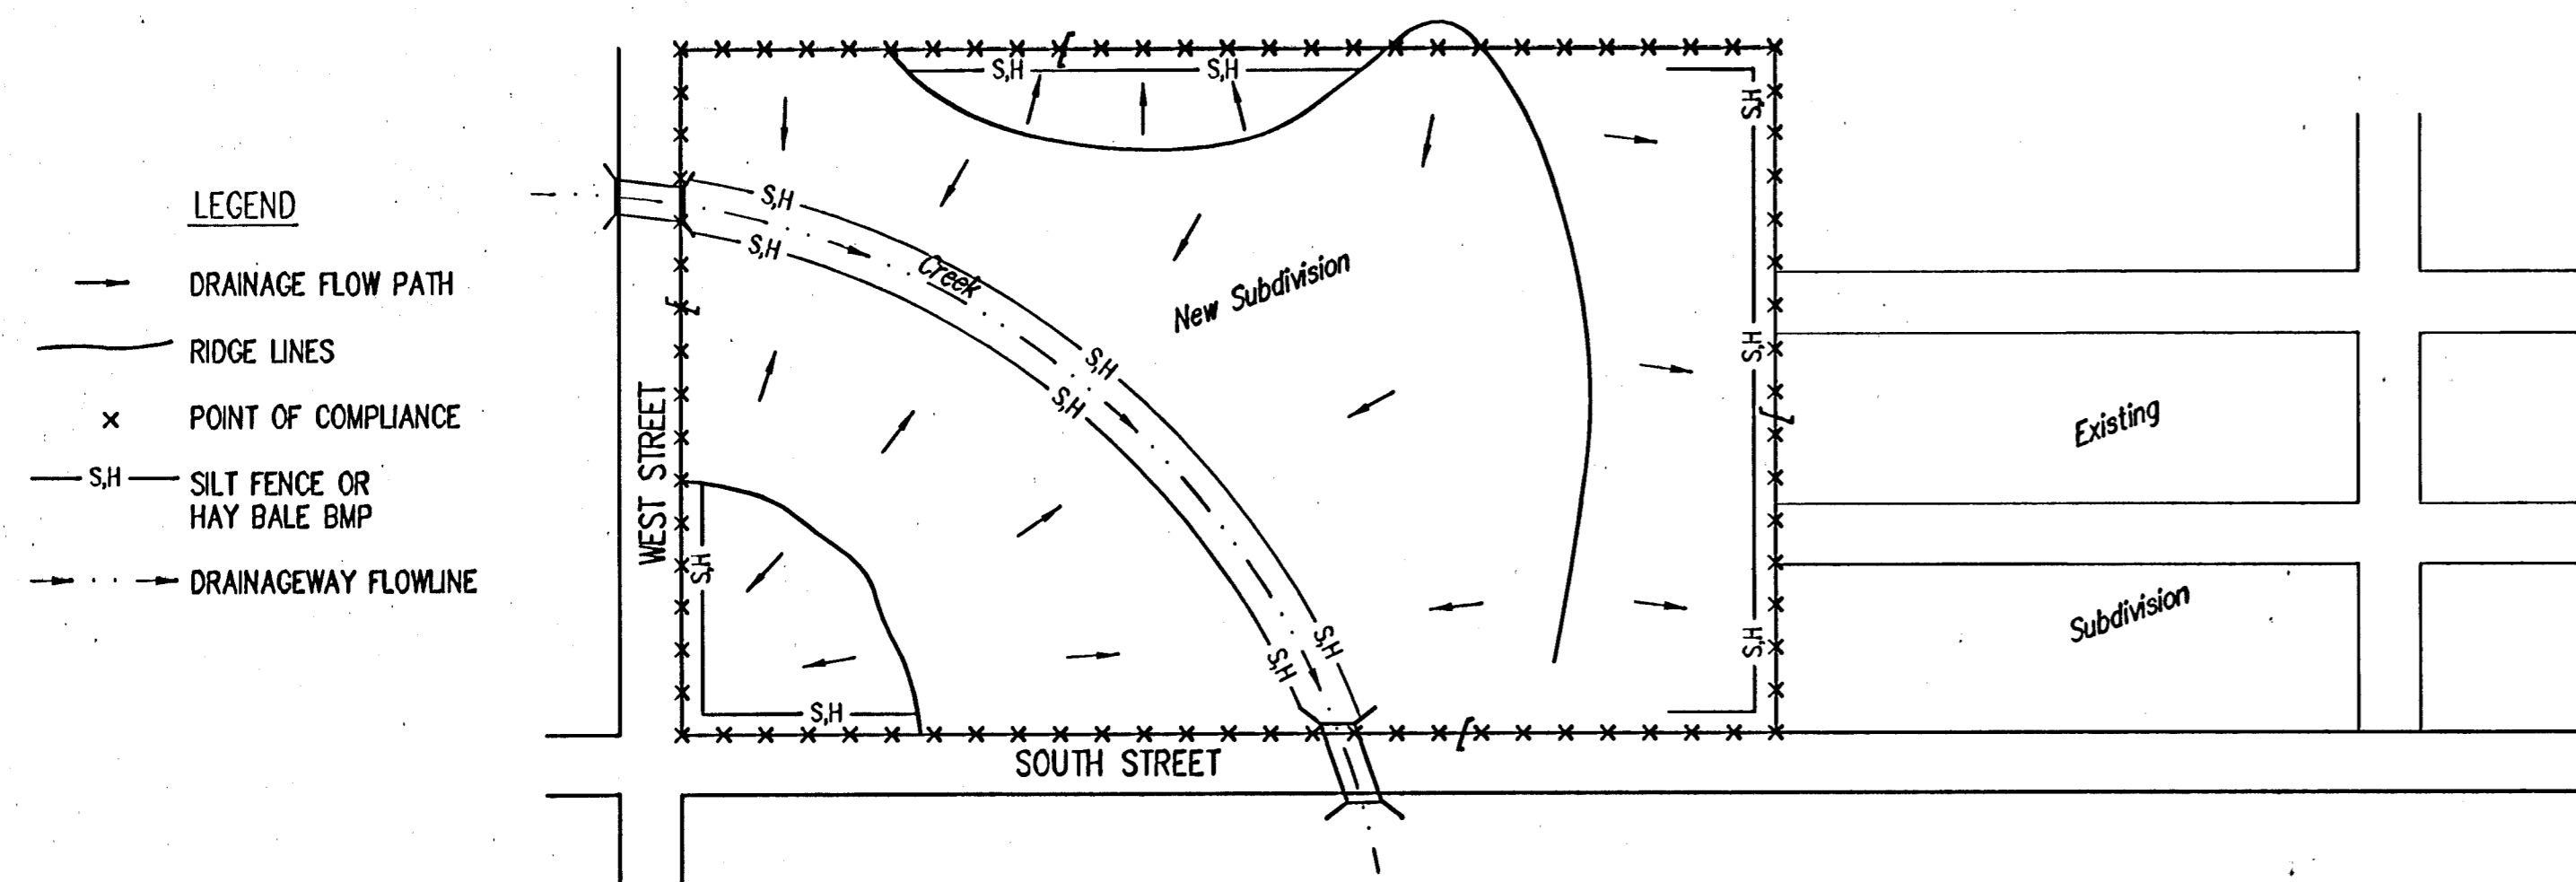 LEGEND
DRAINAGE FLOW PATH
RIDGE LINES
x POINT OF COMPLIANCE
S,H SILT FENCE OR
HAY BALE BMP
DRAINAGEWAY FLOWLINE
S,H
S,H
S,H
S,H
S,H
Creek
New Subdivision
S,H
S,H
S,H
WEST STREET
S,H
S,H
S,H
S,H
S,H
S,H
SOUTH STREET
Existing
Subdivision